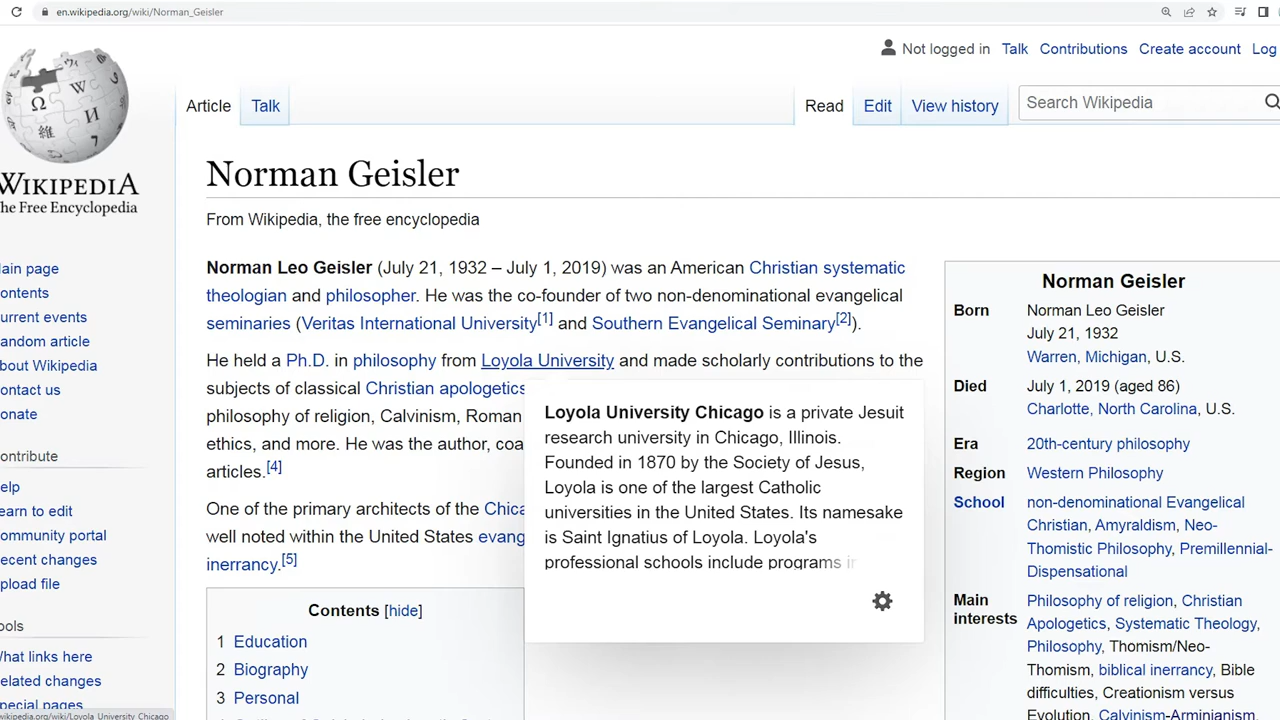 en.wikipedia.org/wiki/Norman_Geisler
Not logged in Talk Contributions Create account Log
Article Talk Read Edit View history Search Wikipedia
WIKIPEDIA
he Free Encyclopedia
Norman Geisler
From Wikipedia, the free encyclopedia
ain page
ontents
urrent events
andom article
bout Wikipedia
ontact us
onate
ontribute
elp
earn to edit
ommunity portal
ecent changes
pload file
ools
hat links here
elated changes
pecial pages
wikipedia.org/wiki/Loyola_University_Chicago
Norman Leo Geisler (July 21, 1932 – July 1, 2019) was an American Christian systematic
theologian and philosopher. He was the co-founder of two non-denominational evangelical
seminaries (Veritas International University[1] and Southern Evangelical Seminary[2]).
He held a Ph.D. in philosophy from Loyola University and made scholarly contributions to the
subjects of classical Christian apologetics
philosophy of religion, Calvinism, Roman
ethics, and more. He was the author, coa
articles.[4]
One of the primary architects of the Chica
well noted within the United States evang
inerrancy.[5]
Loyola University Chicago is a private Jesuit
research university in Chicago, Illinois.
Founded in 1870 by the Society of Jesus,
Loyola is one of the largest Catholic
universities in the United States. Its namesake
is Saint Ignatius of Loyola. Loyola's
professional schools include programs in
Contents [hide]
1 Education
2 Biography
3 Personal
Norman Geisler
Born Norman Leo Geisler
July 21, 1932
Warren, Michigan, U.S.
Died July 1, 2019 (aged 86)
Charlotte, North Carolina, U.S.
Era 20th-century philosophy
Region Western Philosophy
School non-denominational Evangelical
Christian, Amyraldism, Neo-
Thomistic Philosophy, Premillennial-
Dispensational
Main interests Philosophy of religion, Christian
Apologetics, Systematic Theology,
Philosophy, Thomism/Neo-
Thomism, biblical inerrancy, Bible
difficulties, Creationism versus
Evolution, Calvinism-Arminianism,